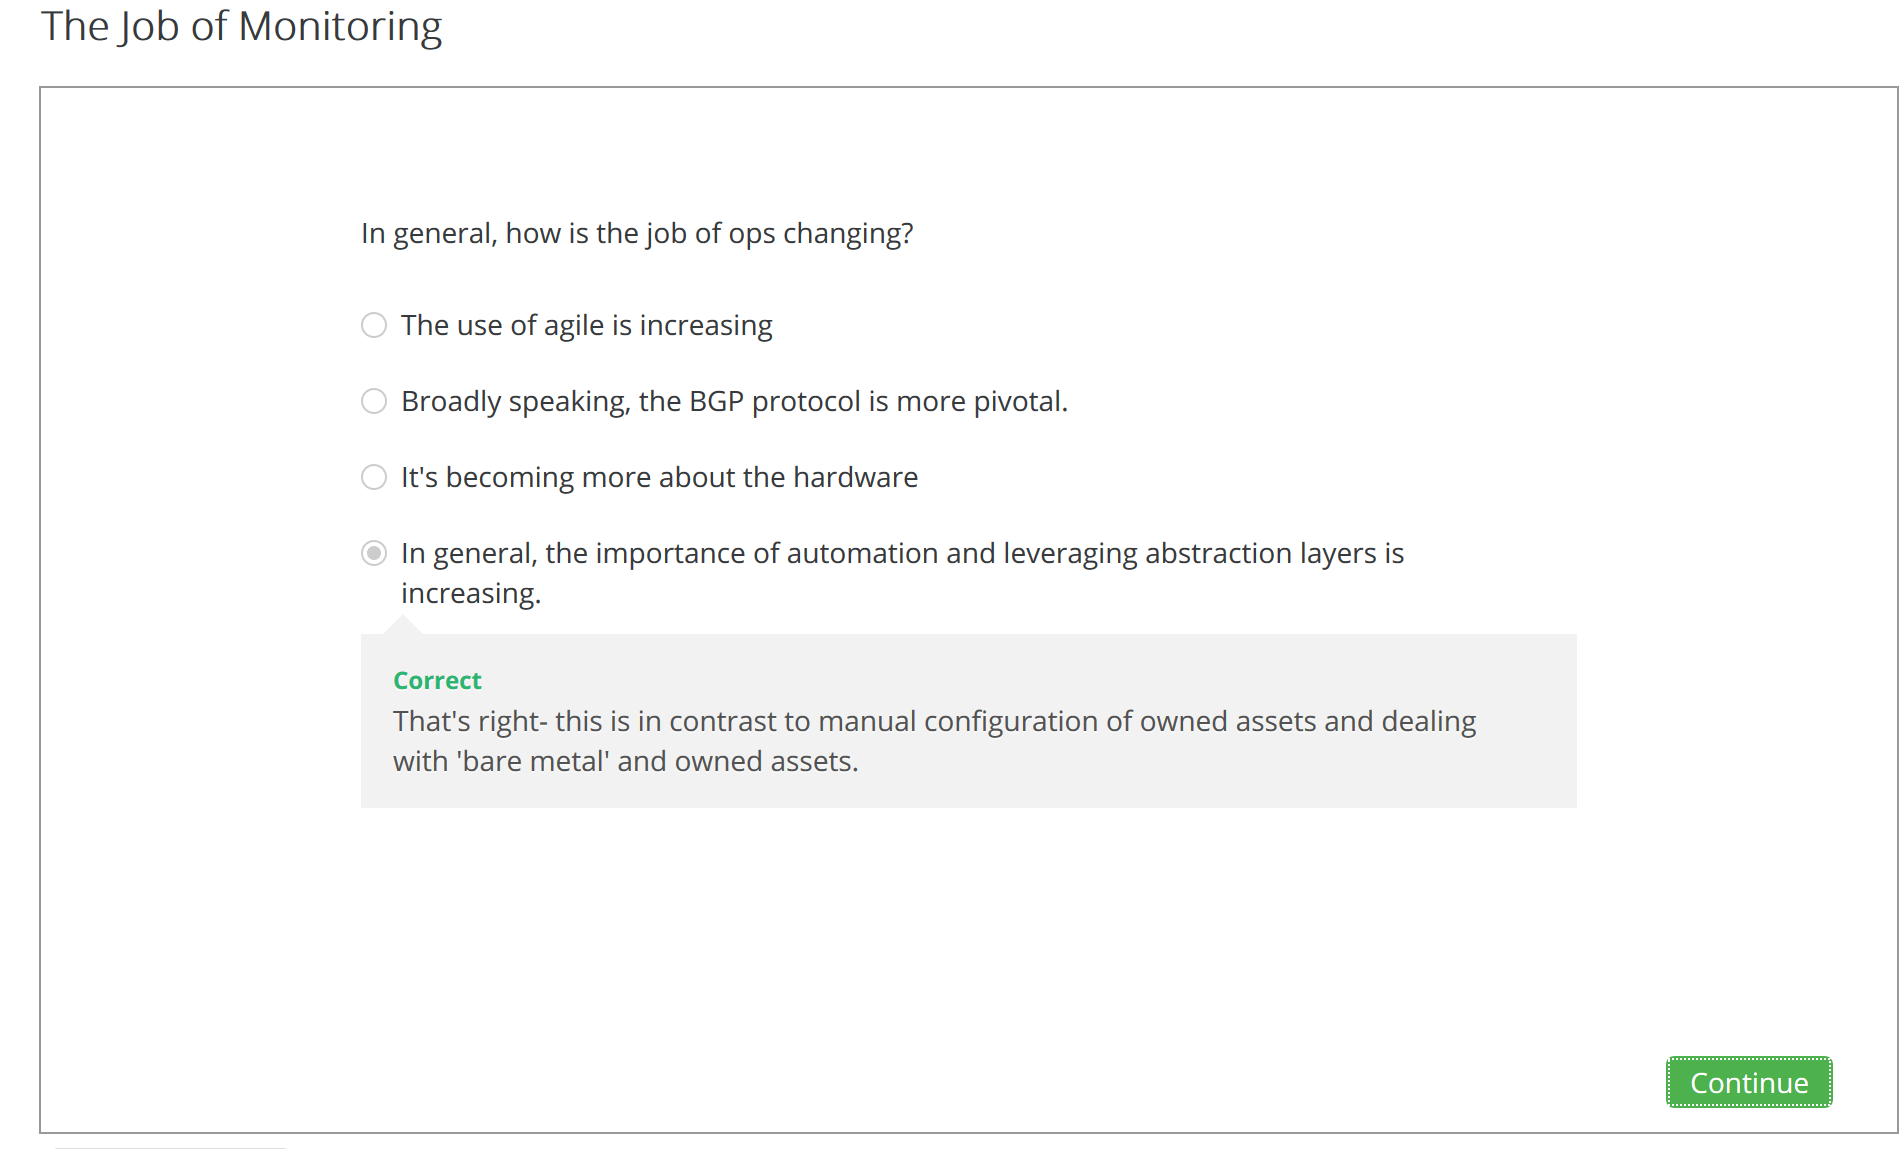 The Job of Monitoring
In general, how is the job of ops changing?
The use of agile is increasing
Broadly speaking, the BGP protocol is more pivotal.
It's becoming more about the hardware
In general, the importance of automation and leveraging abstraction layers is
increasing.
Correct
That's right- this is in contrast to manual configuration of owned assets and dealing
with 'bare metal' and owned assets.
Continue